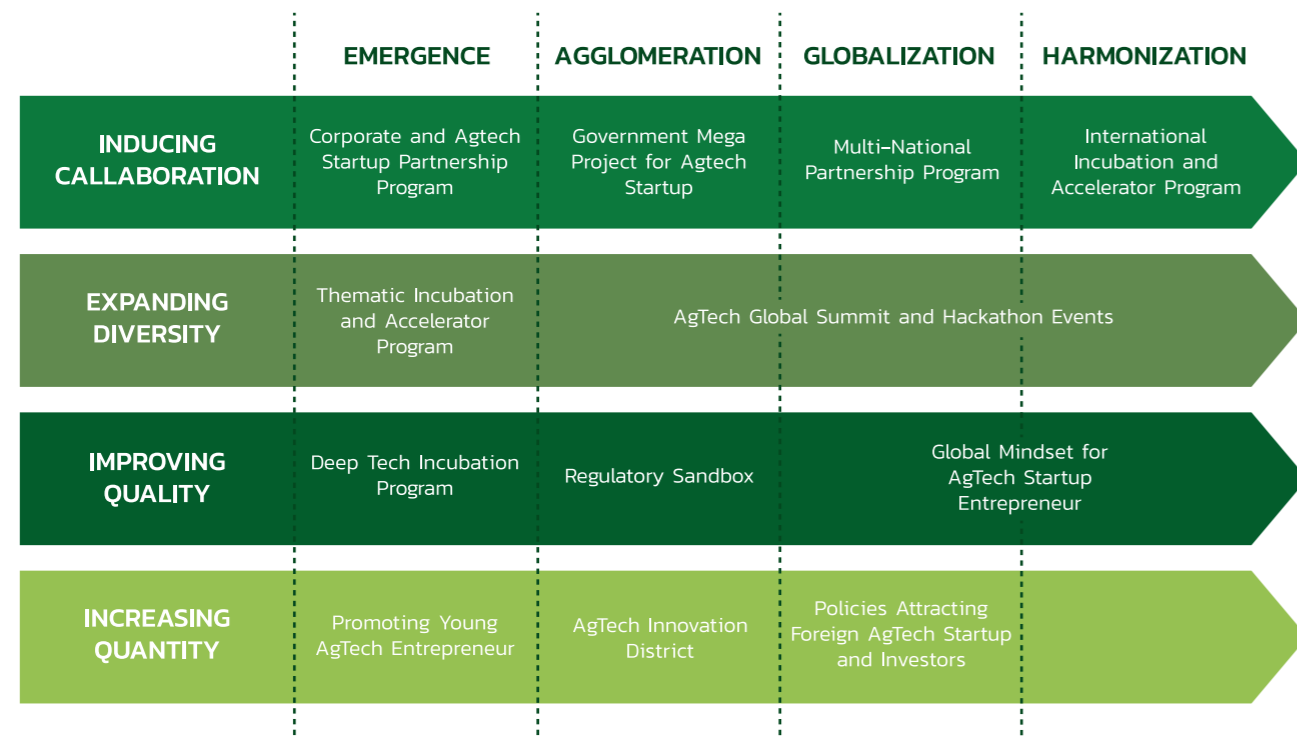 EMERGENCE
AGGLOMERATION
GLOBALIZATION
HARMONIZATION
INDUCING
CALLABORATION
Corporate and Agtech
Startup Partnership
Program
Government Mega
Project for Agtech
Startup
Multi-National
Partnership Program
International
Incubation and
Accelerator Program
EXPANDING
DIVERSITY
Thematic Incubation
and Accelerator
Program
AgTech Global Summit and Hackathon Events
IMPROVING
QUALITY
Deep Tech Incubation
Program
Regulatory Sandbox
Global Mindset for
AgTech Startup
Entrepreneur
INCREASING
QUANTITY
Promoting Young
AgTech Entrepreneur
AgTech Innovation
District
Policies Attracting
Foreign AgTech Startup
and Investors